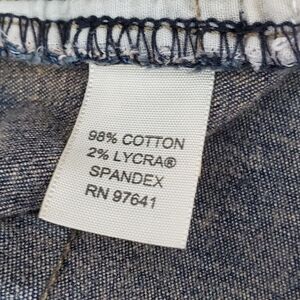 98% COTTON
2% LYCRA®
SPANDEX
RN 97641